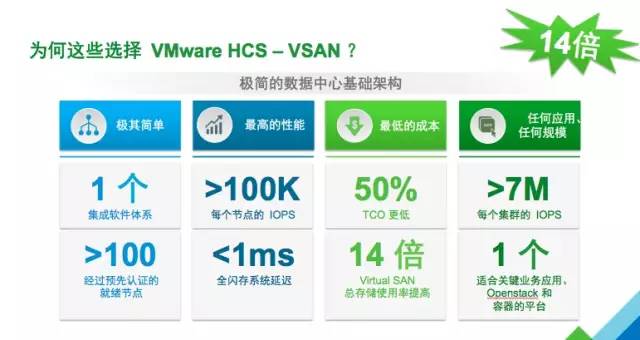 为何这些选择 VMware HCS – VSAN ?
14倍
极简的数据中心基础架构
极其简单
最高的性能
最低的成本
任何应用、
任何规模
1 个
集成软件体系
>100K
每个节点的 IOPS
50%
TCO 更低
>7M
每个集群的 IOPS
>100
经过预先认证的
就绪节点
<1ms
全闪存系统延迟
14 倍
Virtual SAN
总存储使用率提高
1 个
适合关键业务应用、
Openstack 和
容器的平台